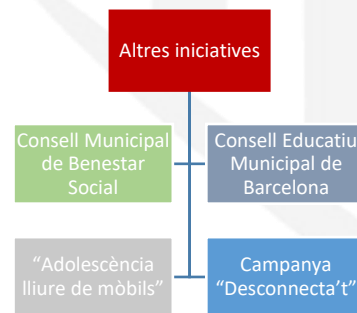 Altres iniciatives
Consell Municipal
de Benestar
Social
Consell Educatiu
Municipal de
Barcelona
“Adolescència
lliure de mòbils”
Campanya
“Desconnecta’t”